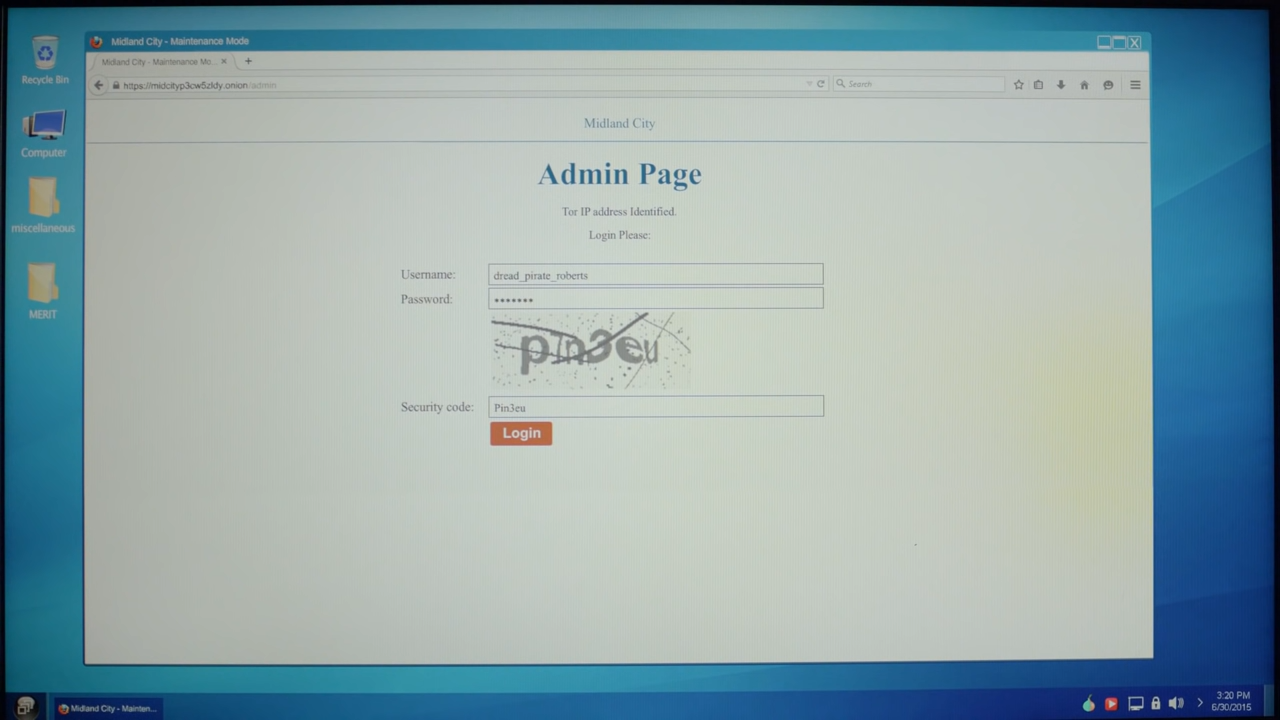 Midland City - Maintenance Mode
Midland City - Maintenance Mo...
https://midcityp3cw5zldy.onion/admin
Search
Recycle Bin
Computer
miscellaneous
MERIT
Midland City
Admin Page
Tor IP address Identified.
Login Please:
Username:
dread_pirate_roberts
Password:
•••••••
pin3eu
Security code:
Pin3eu
Login
Midland City - Mainten...
3:20 PM
6/30/2015